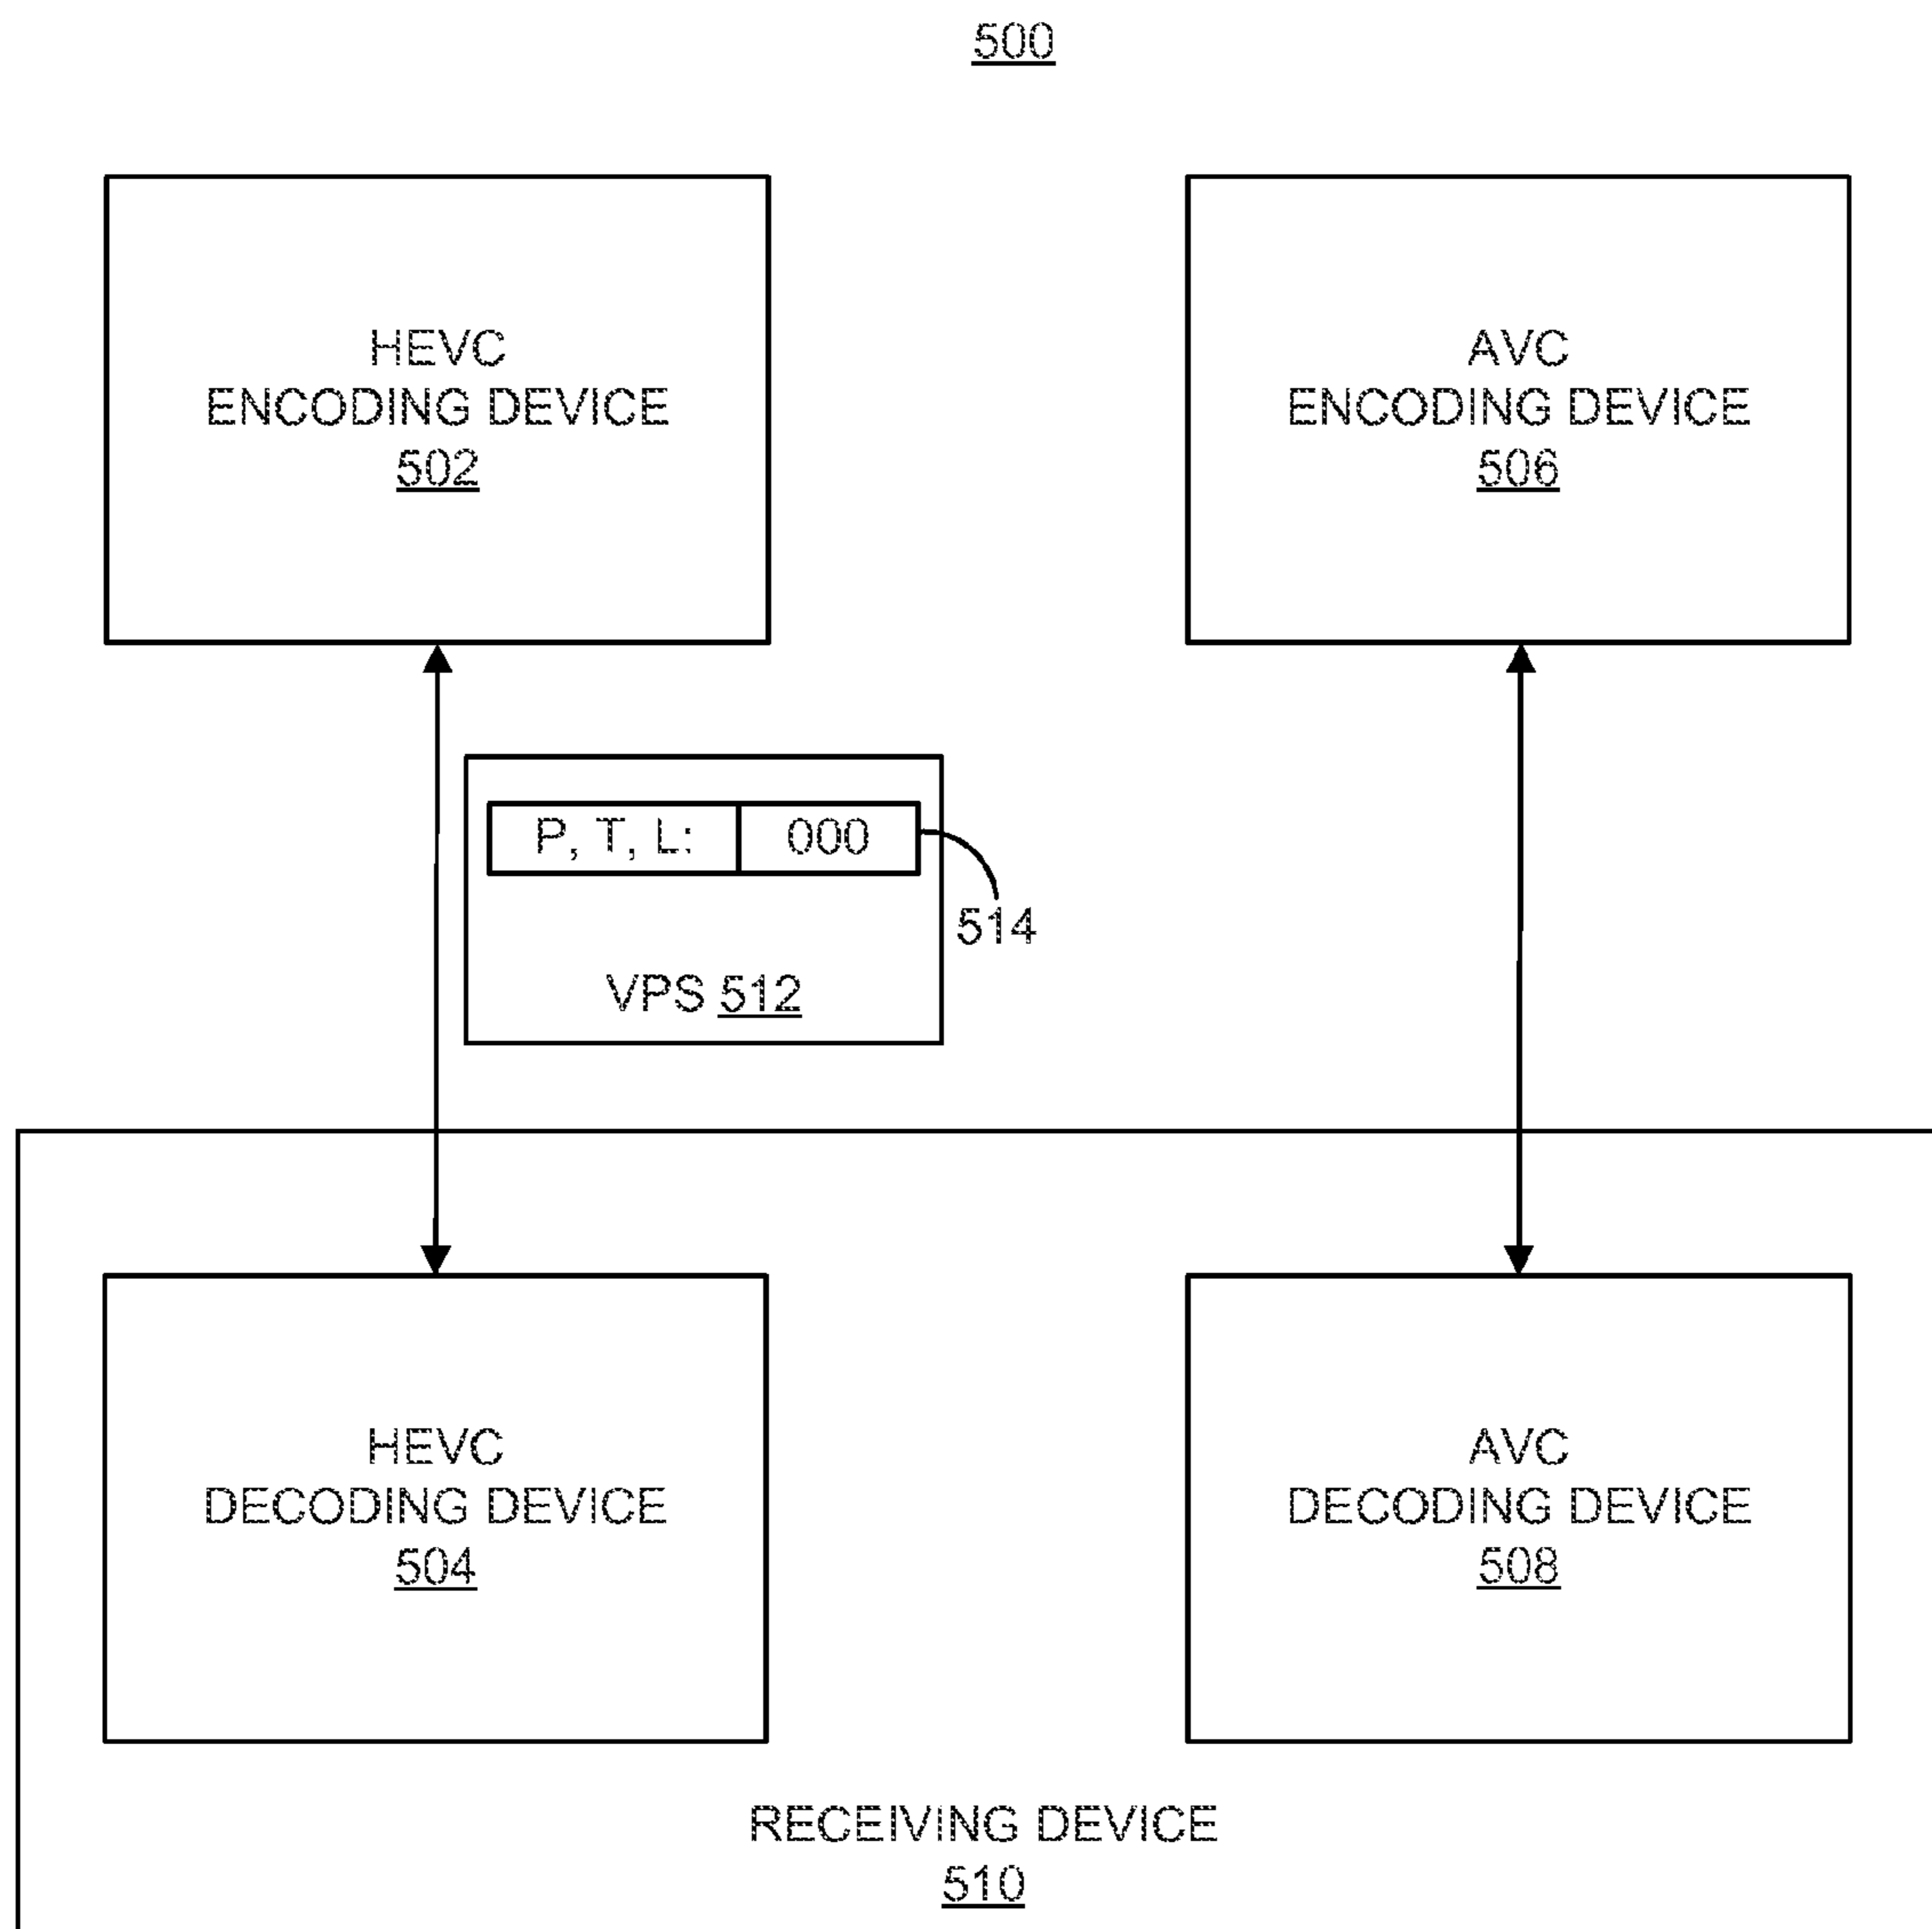 500
HEVC
ENCODING DEVICE
502
AVC
ENCODING DEVICE
506
P, T, L: 000
514
VPS 512
HEVC
DECODING DEVICE
504
AVC
DECODING DEVICE
508
RECEIVING DEVICE
510